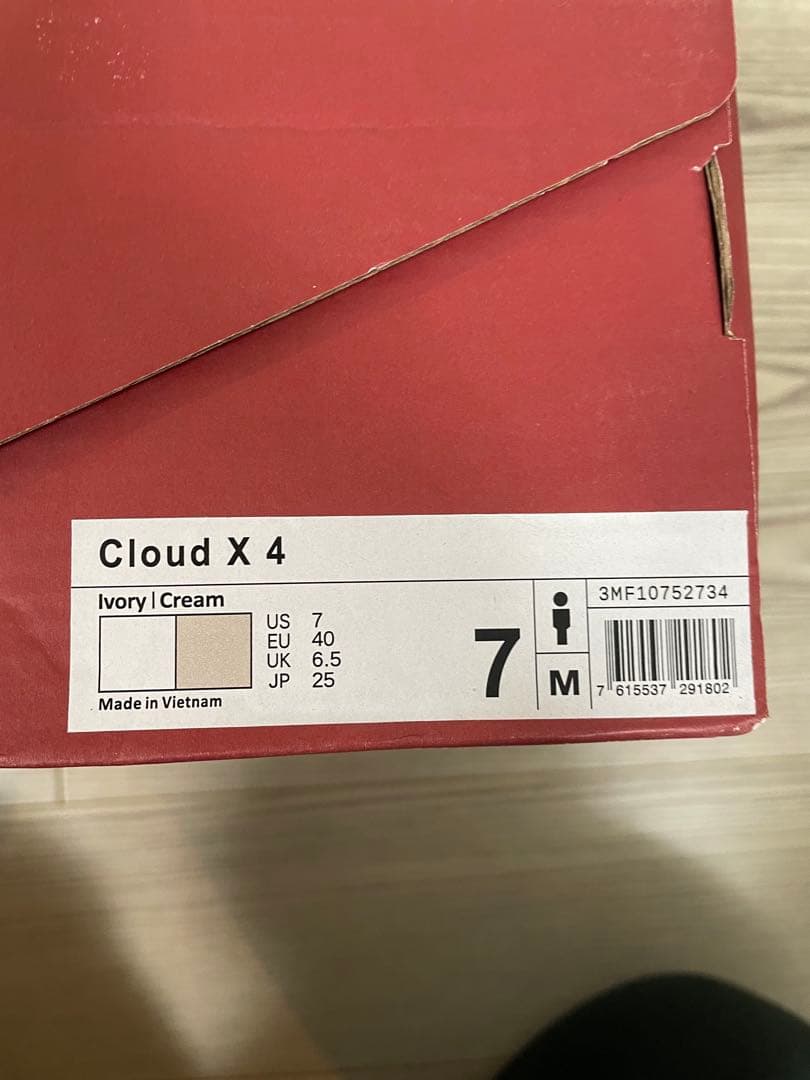 Cloud X 4
Ivory | Cream
US 7
EU 40
UK 6.5
JP 25
Made in Vietnam
7
M
3MF10752734
7 615537 291802